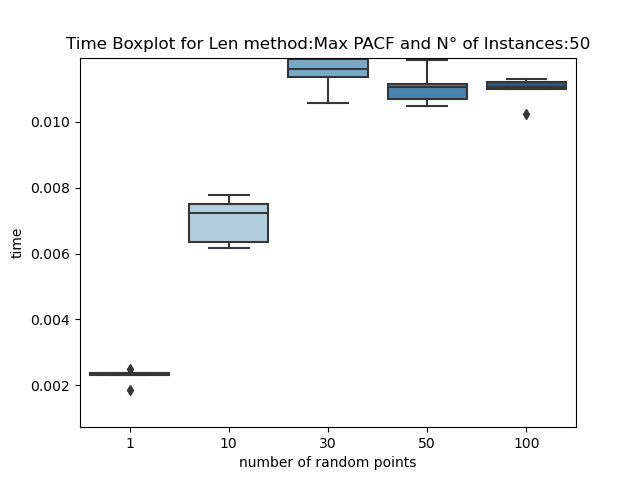 Time Boxplot for Len method:Max PACF and N° of Instances:50
0.010
0.008
0.006
0.004
0.002
time
1 10 30 50 100
number of random points